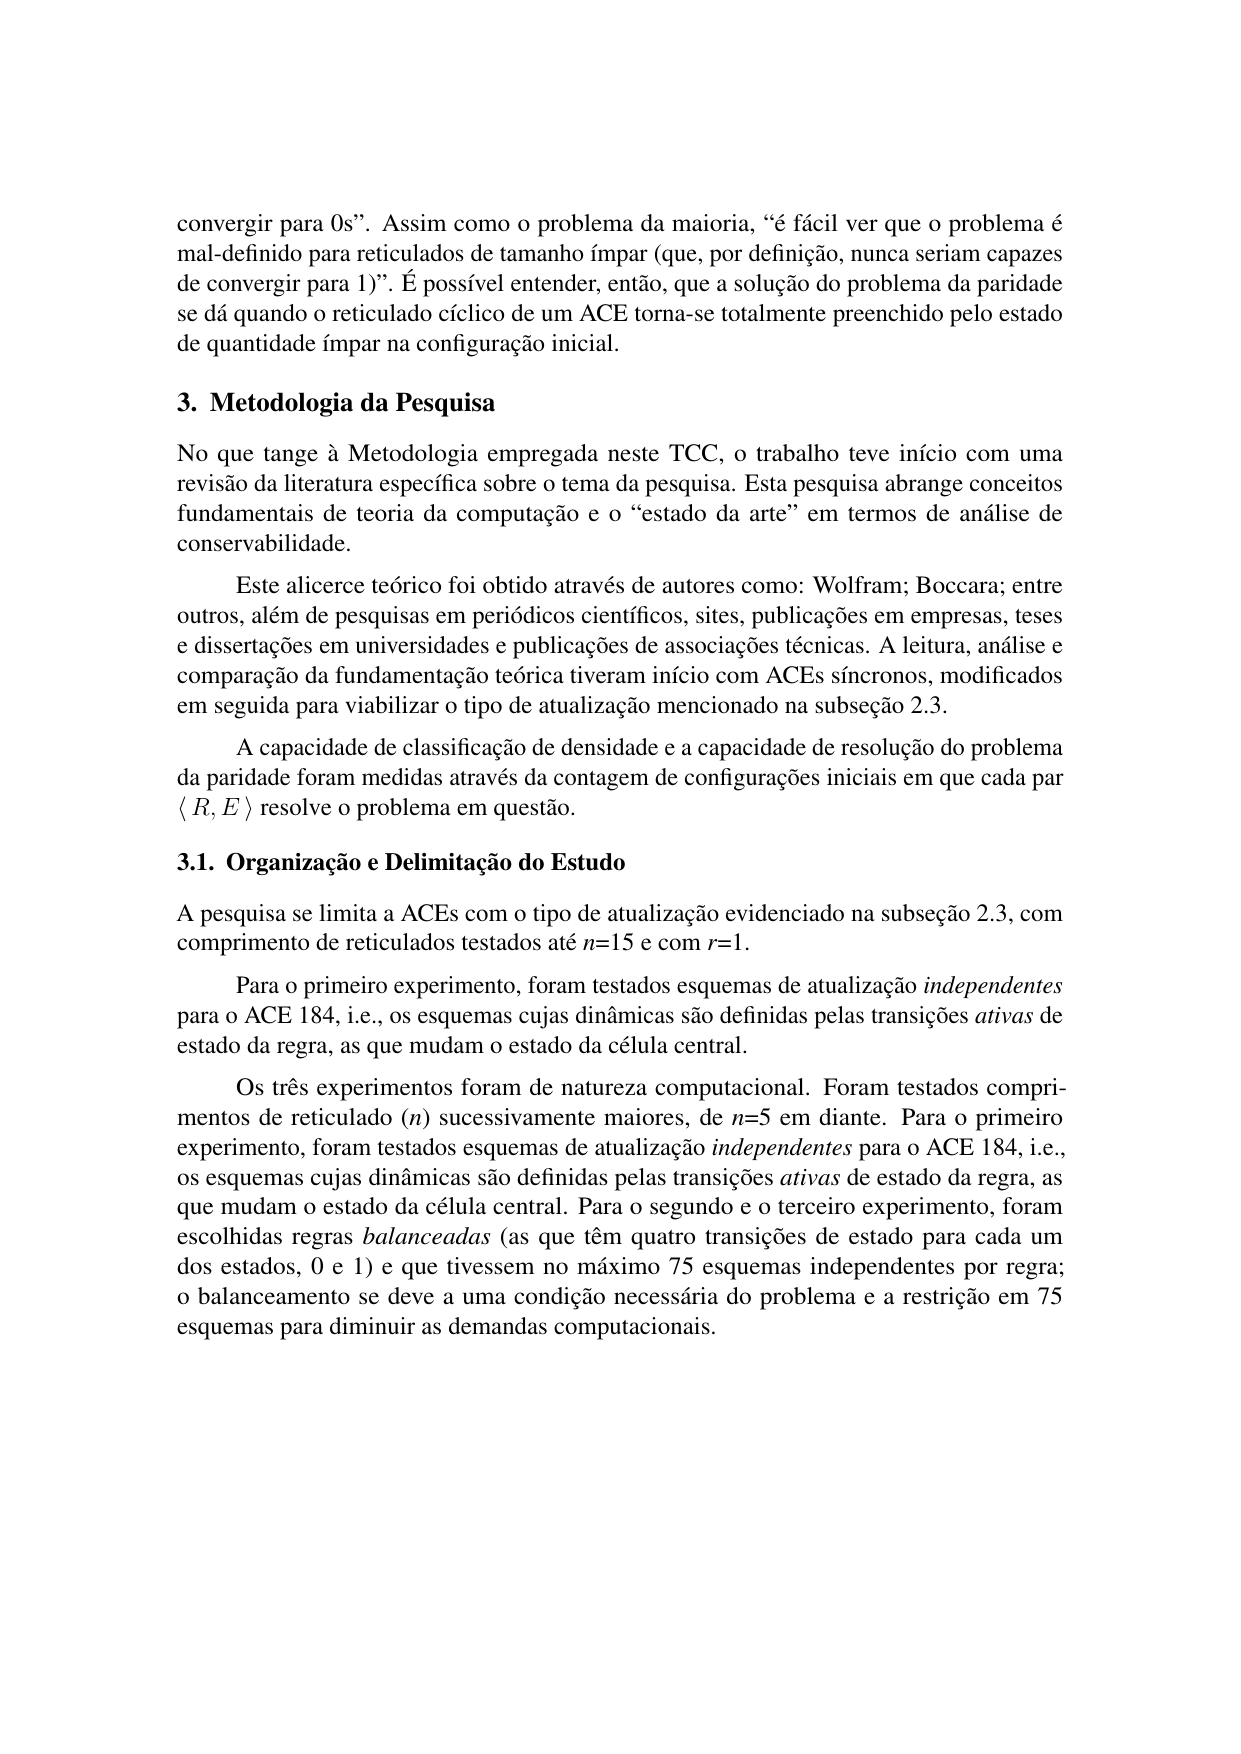 convergir para 0s”. Assim como o problema da maioria, “é fácil ver que o problema é
mal-definido para reticulados de tamanho ímpar (que, por definição, nunca seriam capazes
de convergir para 1)”. É possível entender, então, que a solução do problema da paridade
se dá quando o reticulado cíclico de um ACE torna-se totalmente preenchido pelo estado
de quantidade ímpar na configuração inicial.
3. Metodologia da Pesquisa
No que tange à Metodologia empregada neste TCC, o trabalho teve início com uma
revisão da literatura específica sobre o tema da pesquisa. Esta pesquisa abrange conceitos
fundamentais de teoria da computação e o “estado da arte” em termos de análise de
conservabilidade.
Este alicerce teórico foi obtido através de autores como: Wolfram; Boccara; entre
outros, além de pesquisas em periódicos científicos, sites, publicações em empresas, teses
e dissertações em universidades e publicações de associações técnicas. A leitura, análise e
comparação da fundamentação teórica tiveram início com ACEs síncronos, modificados
em seguida para viabilizar o tipo de atualização mencionado na subseção 2.3.
A capacidade de classificação de densidade e a capacidade de resolução do problema
da paridade foram medidas através da contagem de configurações iniciais em que cada par
⟨ R, E ⟩ resolve o problema em questão.
3.1. Organização e Delimitação do Estudo
A pesquisa se limita a ACEs com o tipo de atualização evidenciado na subseção 2.3, com
comprimento de reticulados testados até n=15 e com r=1.
Para o primeiro experimento, foram testados esquemas de atualização independentes
para o ACE 184, i.e., os esquemas cujas dinâmicas são definidas pelas transições ativas de
estado da regra, as que mudam o estado da célula central.
Os três experimentos foram de natureza computacional. Foram testados compri-
mentos de reticulado (n) sucessivamente maiores, de n=5 em diante. Para o primeiro
experimento, foram testados esquemas de atualização independentes para o ACE 184, i.e.,
os esquemas cujas dinâmicas são definidas pelas transições ativas de estado da regra, as
que mudam o estado da célula central. Para o segundo e o terceiro experimento, foram
escolhidas regras balanceadas (as que têm quatro transições de estado para cada um
dos estados, 0 e 1) e que tivessem no máximo 75 esquemas independentes por regra;
o balanceamento se deve a uma condição necessária do problema e a restrição em 75
esquemas para diminuir as demandas computacionais.